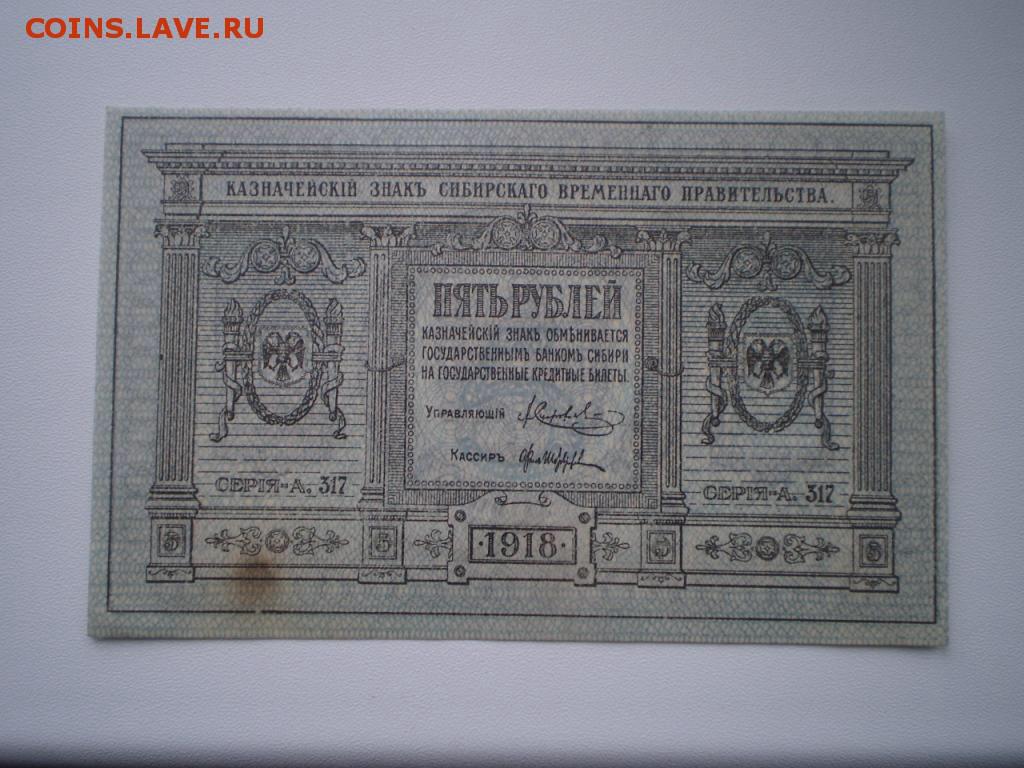 COINS.LAVE.RU
КАЗНАЧЕЙСКІЙ ЗНАКЪ СИБИРСКАГО ВРЕМЕННАГО ПРАВИТЕЛЬСТВА.
ПЯТЬ РУБЛЕЙ
КАЗНАЧЕЙСКІЙ ЗНАКЪ ОБМѢНИВАЕТСЯ
ГОСУДАРСТВЕННЫМЪ БАНКОМЪ СИБИРИ
НА ГОСУДАРСТВЕННЫЕ КРЕДИТНЫЕ БИЛЕТЫ.
УПРАВЛЯЮЩІЙ
КАССИРЪ
СЕРІЯ-А. 317
СЕРІЯ-А. 317
5 5 ·1918· 5 5